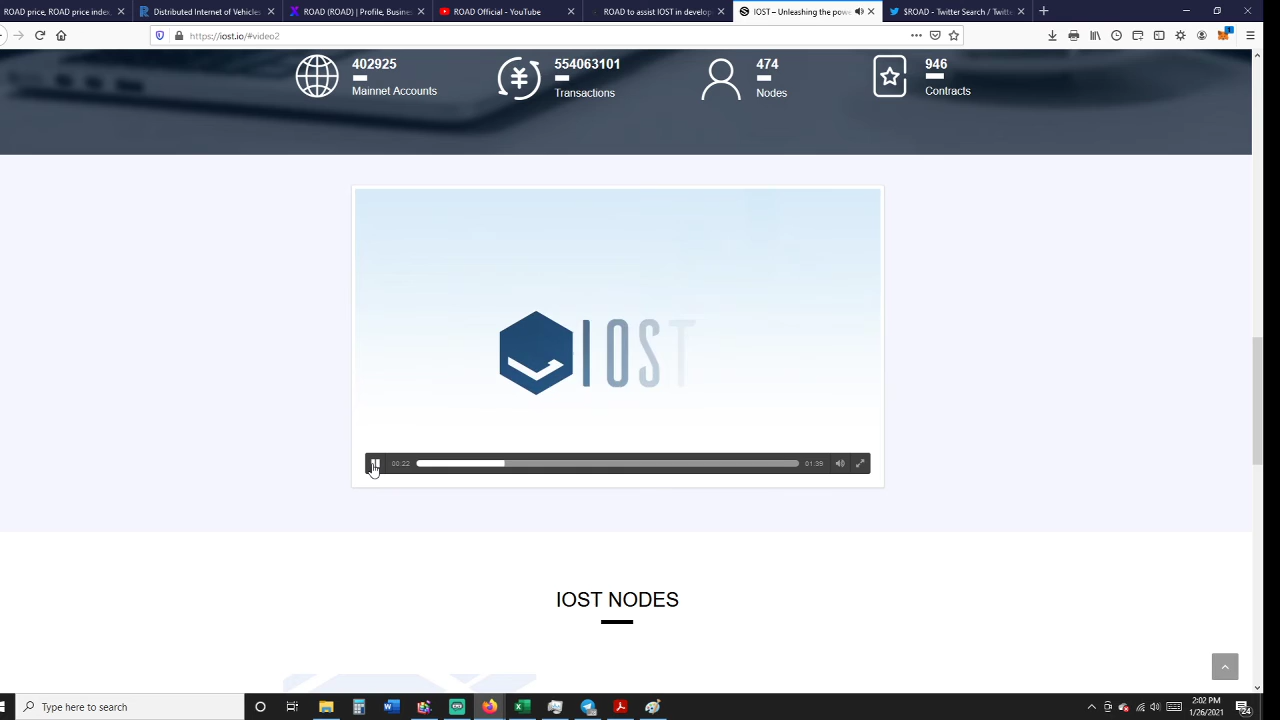 ROAD price, ROAD price index,
Distributed Internet of Vehicles
ROAD (ROAD) | Profile, Busine
ROAD Official - YouTube
ROAD to assist IOST in develop
IOST – Unleashing the powe
$ROAD - Twitter Search / Twitte
https://iost.io/#video2
402925
Mainnet Accounts
554063101
Transactions
474
Nodes
946
Contracts
IOST
00:22
01:39
IOST NODES
Type here to search
2:02 PM
1/26/2021
24